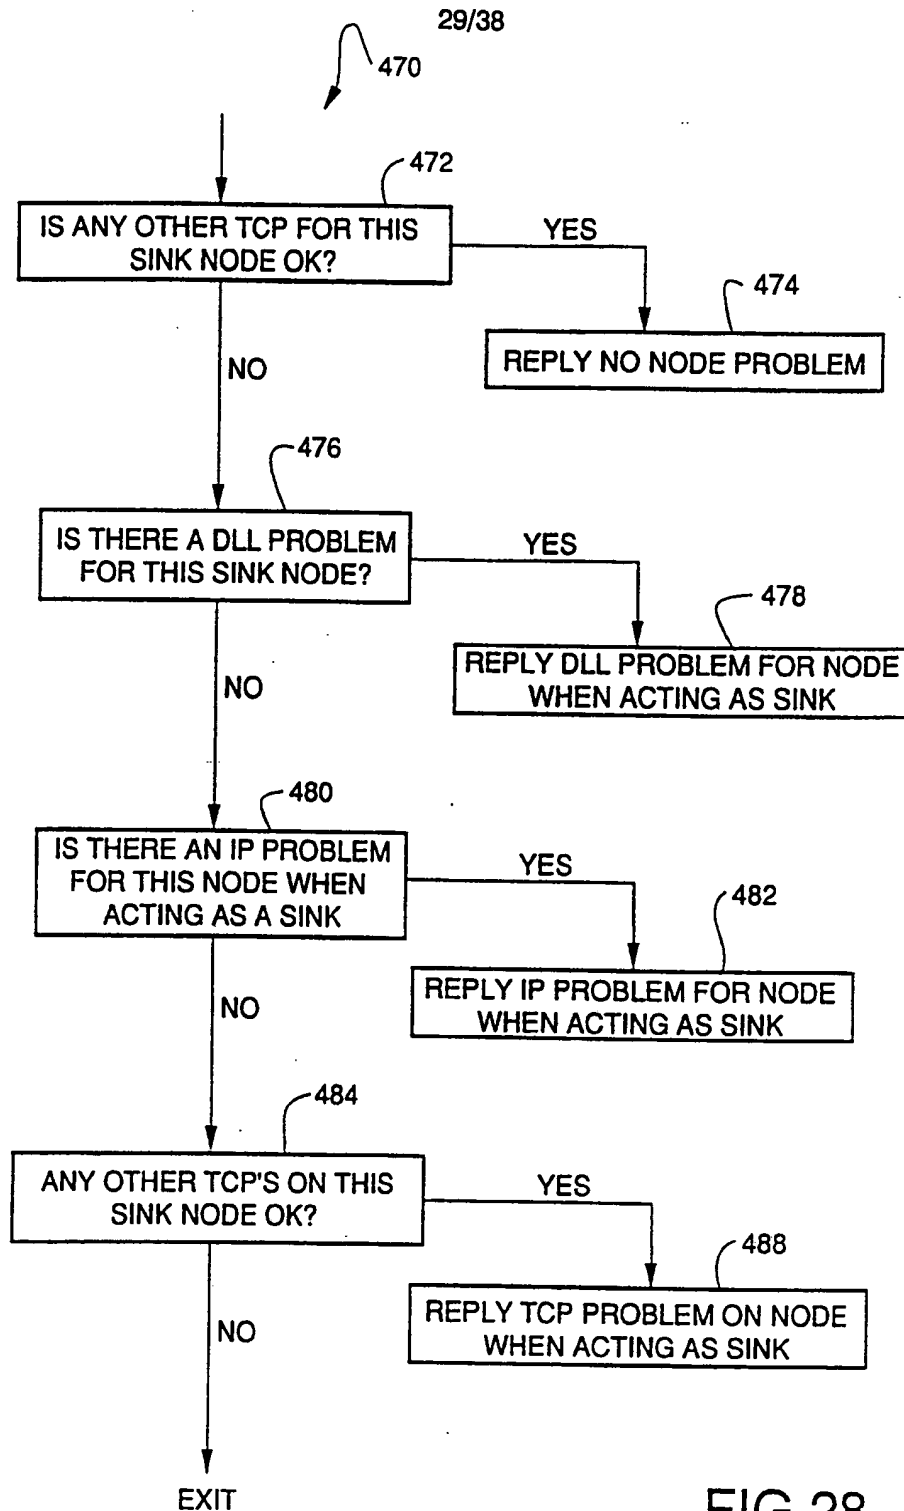 29/38
470
472
IS ANY OTHER TCP FOR THIS
SINK NODE OK?
YES
474
REPLY NO NODE PROBLEM
NO
476
IS THERE A DLL PROBLEM
FOR THIS SINK NODE?
YES
478
REPLY DLL PROBLEM FOR NODE
WHEN ACTING AS SINK
NO
480
IS THERE AN IP PROBLEM
FOR THIS NODE WHEN
ACTING AS A SINK
YES
482
REPLY IP PROBLEM FOR NODE
WHEN ACTING AS SINK
NO
484
ANY OTHER TCP'S ON THIS
SINK NODE OK?
YES
488
REPLY TCP PROBLEM ON NODE
WHEN ACTING AS SINK
NO
EXIT
FIG 28